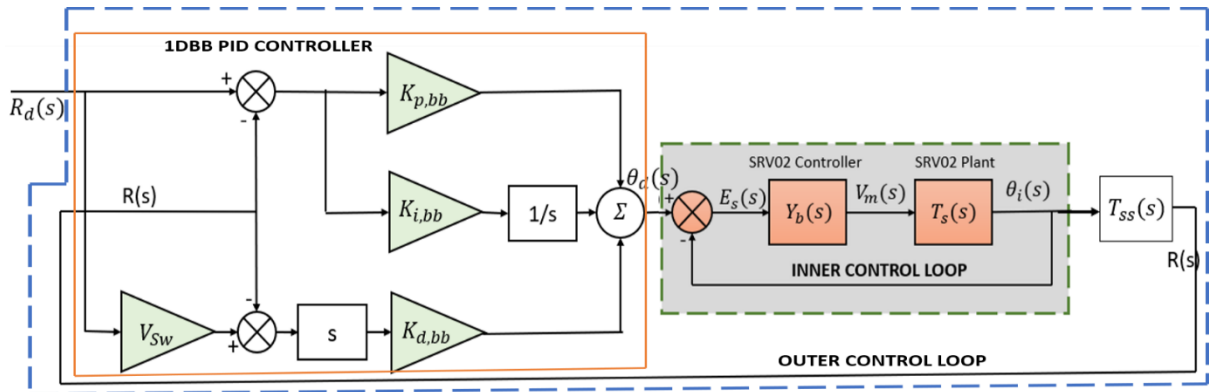 1DBB PID CONTROLLER
+
R_d(s)
-
K_{p,bb}
R(s)
K_{i,bb}
1/s
Σ
θ_d(s)
+
-
SRV02 Controller
SRV02 Plant
E_s(s)
Y_b(s)
V_m(s)
T_s(s)
θ_i(s)
T_{ss}(s)
R(s)
INNER CONTROL LOOP
-
V_{Sw}
+
s
K_{d,bb}
OUTER CONTROL LOOP